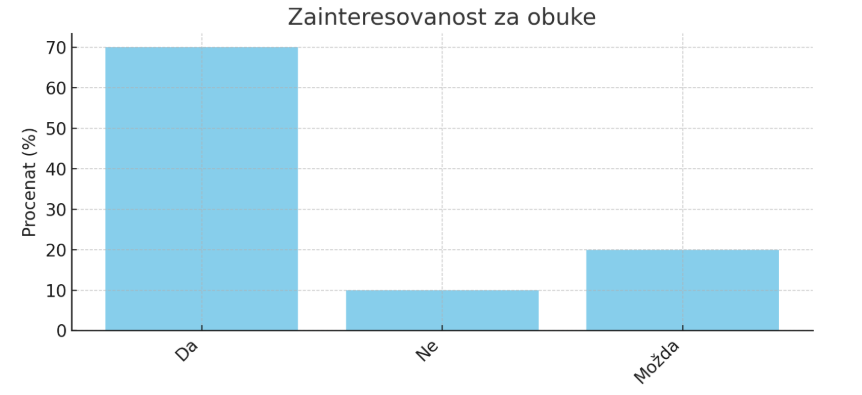 Zainteresovanost za obuke
Procenat (%)
70
60
50
40
30
20
10
0
Da
Ne
Možda